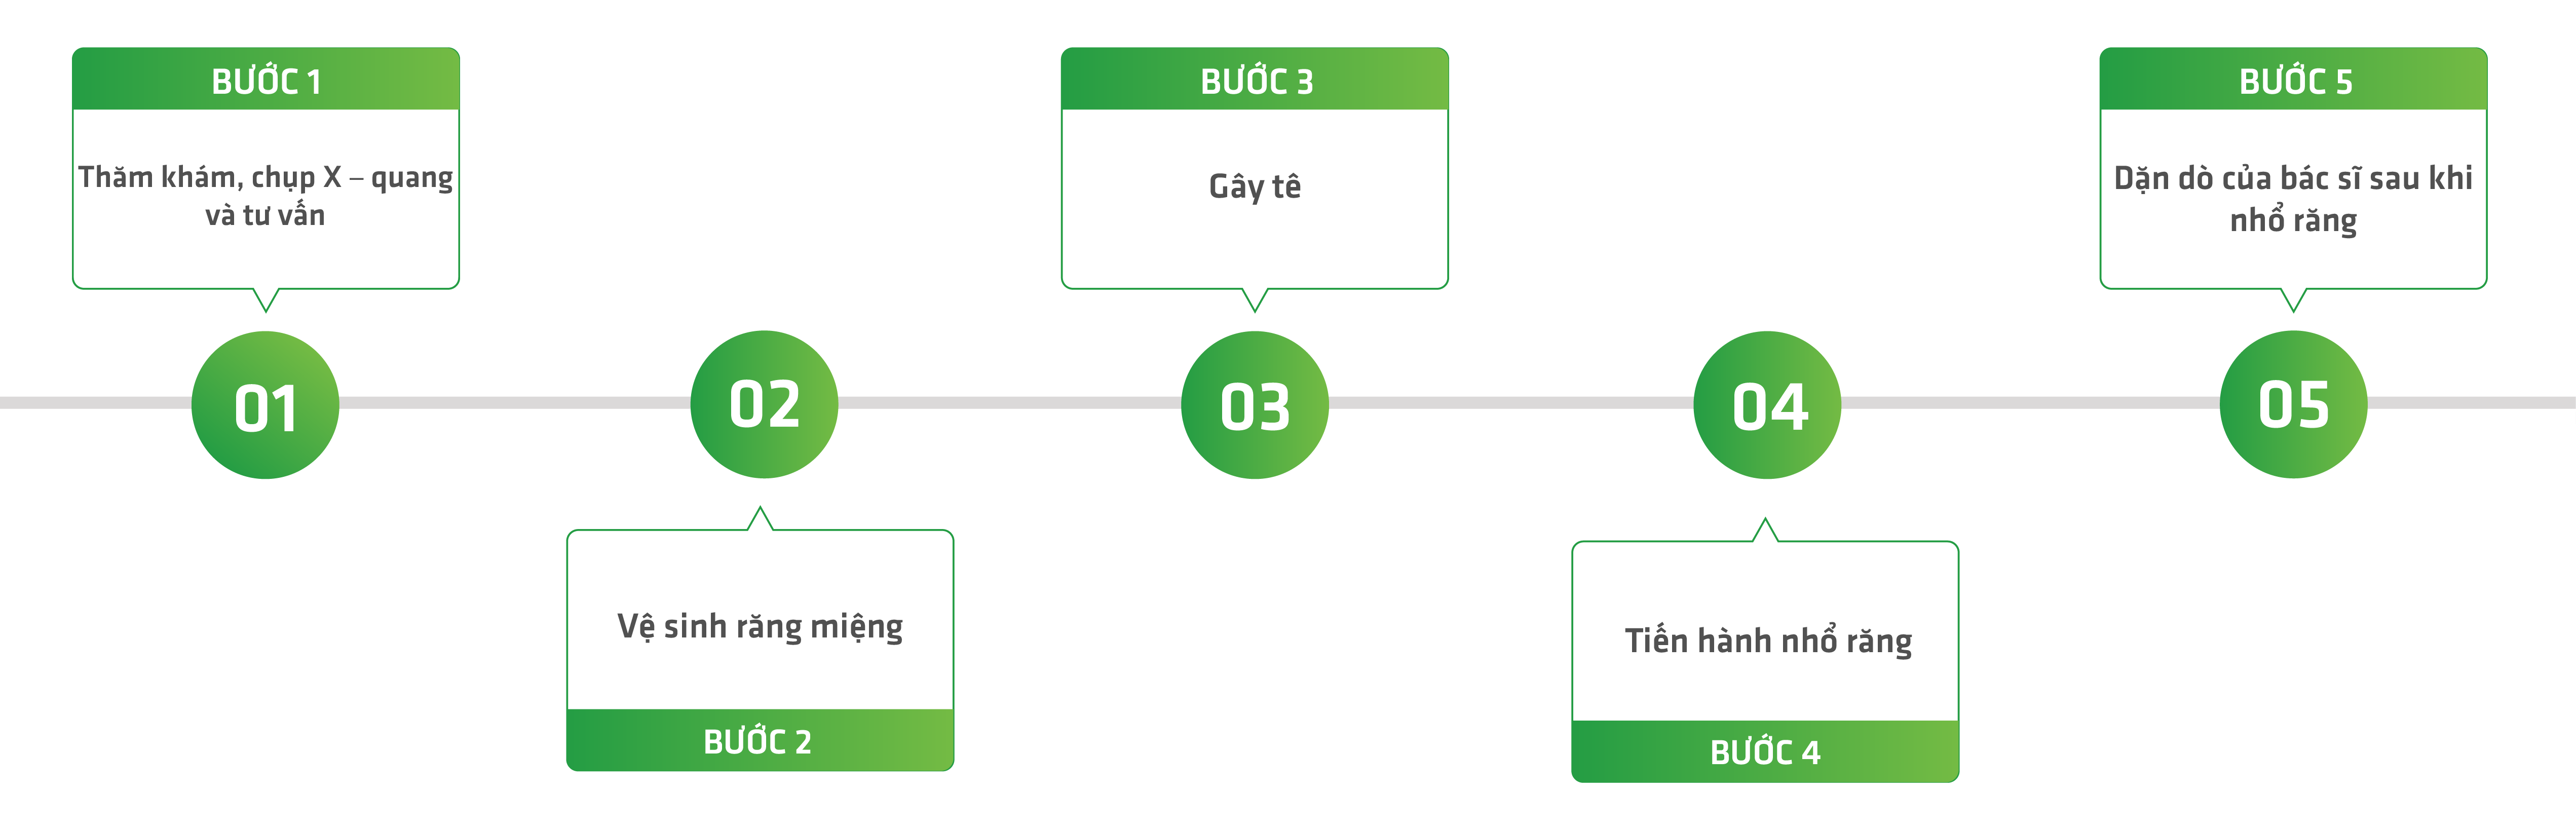 BƯỚC 1
Thăm khám, chụp X – quang
và tư vấn
01
02
Vệ sinh răng miệng
BƯỚC 2
BƯỚC 3
Gây tê
03
04
Tiến hành nhổ răng
BƯỚC 4
BƯỚC 5
Dặn dò của bác sĩ sau khi
nhổ răng
05